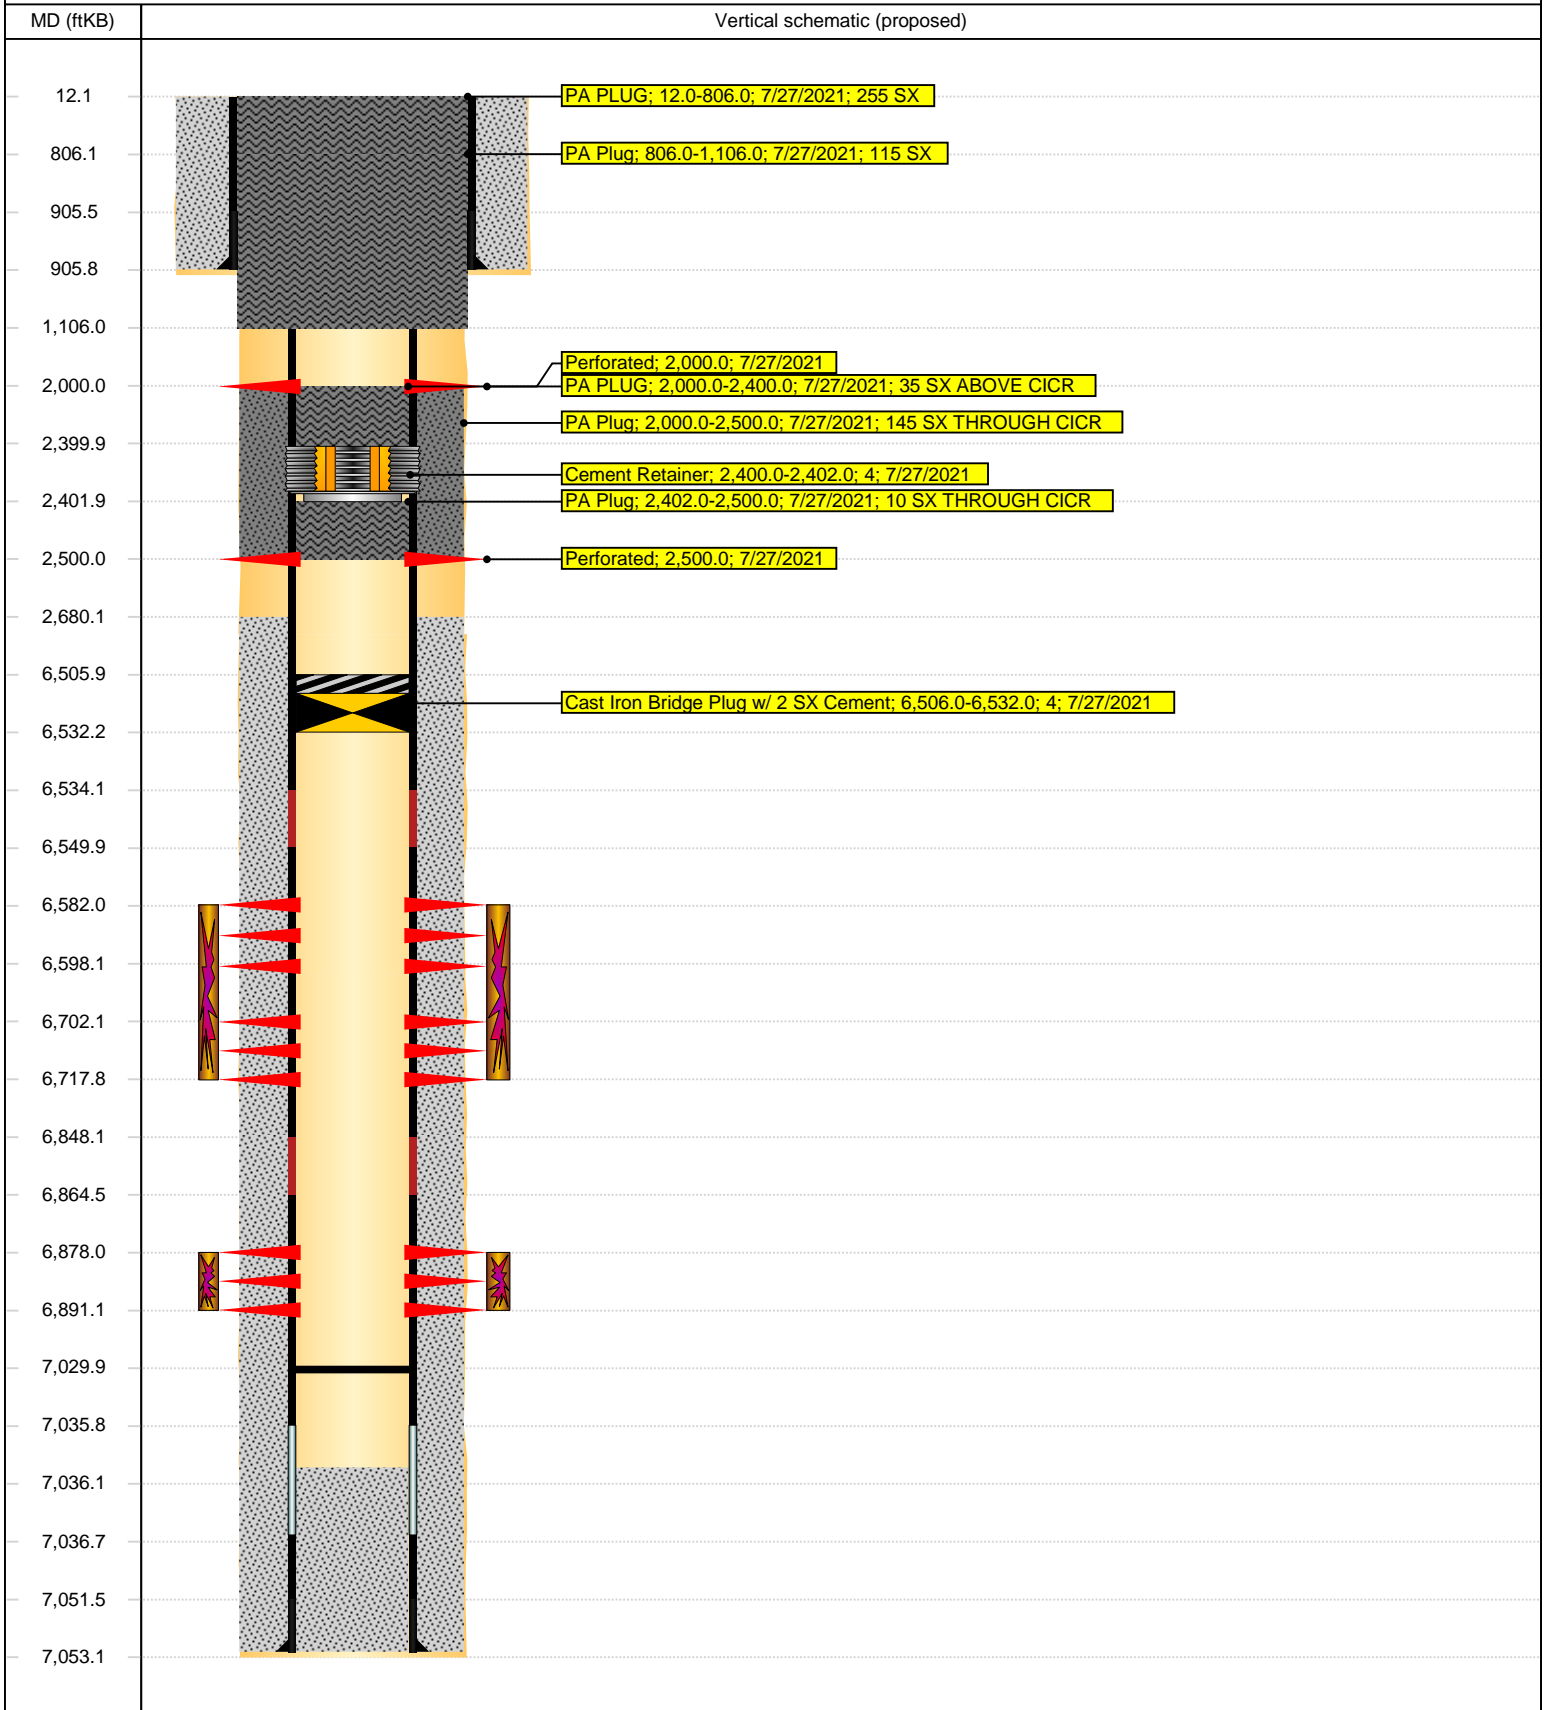 MD (ftKB)
Vertical schematic (proposed)
12.1
PA PLUG; 12.0-806.0; 7/27/2021; 255 SX
806.1
PA Plug; 806.0-1,106.0; 7/27/2021; 115 SX
905.5
905.8
1,106.0
Perforated; 2,000.0; 7/27/2021
2,000.0
PA PLUG; 2,000.0-2,400.0; 7/27/2021; 35 SX ABOVE CICR
PA Plug; 2,000.0-2,500.0; 7/27/2021; 145 SX THROUGH CICR
2,399.9
Cement Retainer; 2,400.0-2,402.0; 4; 7/27/2021
2,401.9
PA Plug; 2,402.0-2,500.0; 7/27/2021; 10 SX THROUGH CICR
2,500.0
Perforated; 2,500.0; 7/27/2021
2,680.1
6,505.9
Cast Iron Bridge Plug w/ 2 SX Cement; 6,506.0-6,532.0; 4; 7/27/2021
6,532.2
6,534.1
6,549.9
6,582.0
6,598.1
6,702.1
6,717.8
6,848.1
6,864.5
6,878.0
6,891.1
7,029.9
7,035.8
7,036.1
7,036.7
7,051.5
7,053.1